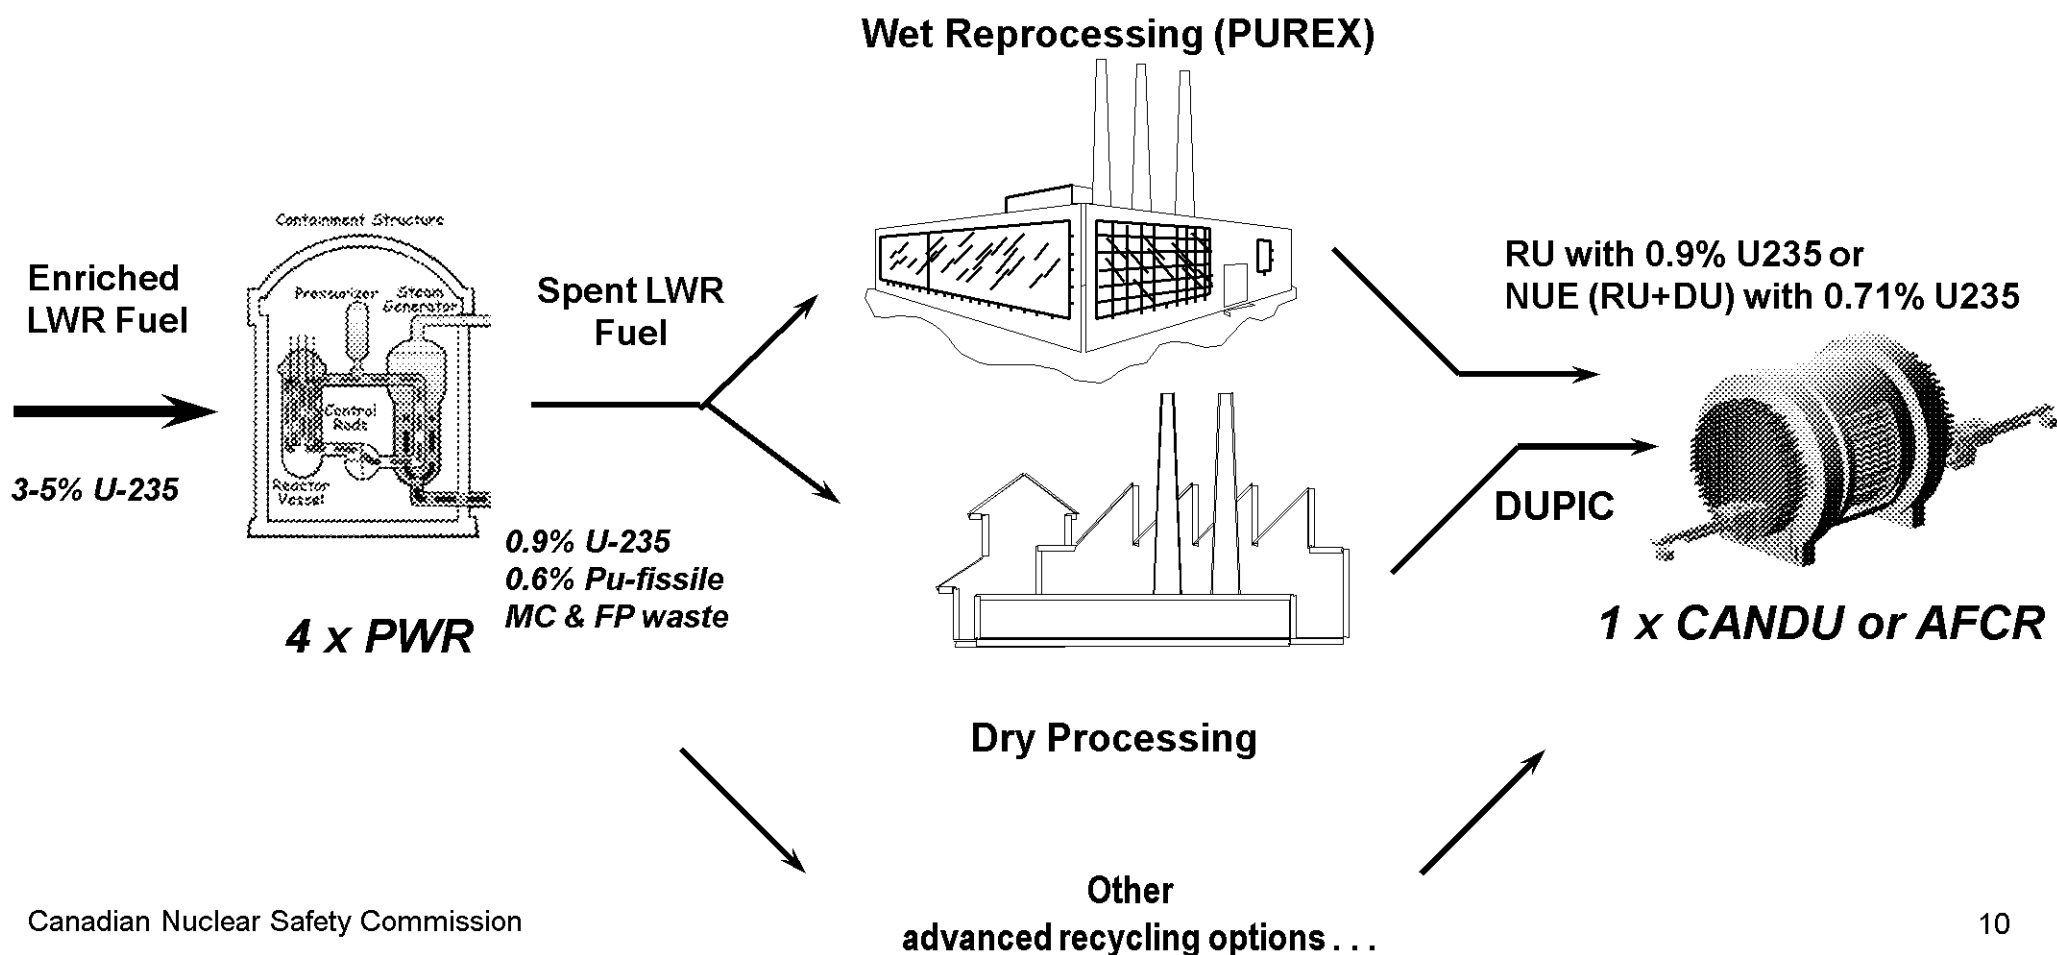 Wet Reprocessing (PUREX)
Containment Structure
Pressurizer
Steam
Generator
Control
Rods
Reactor
Vessel
Enriched
LWR Fuel
3-5% U-235
Spent LWR
Fuel
0.9% U-235
0.6% Pu-fissile
MC & FP waste
4 x PWR
RU with 0.9% U235 or
NUE (RU+DU) with 0.71% U235
DUPIC
1 x CANDU or AFCR
Dry Processing
Other
advanced recycling options . . .
Canadian Nuclear Safety Commission
10